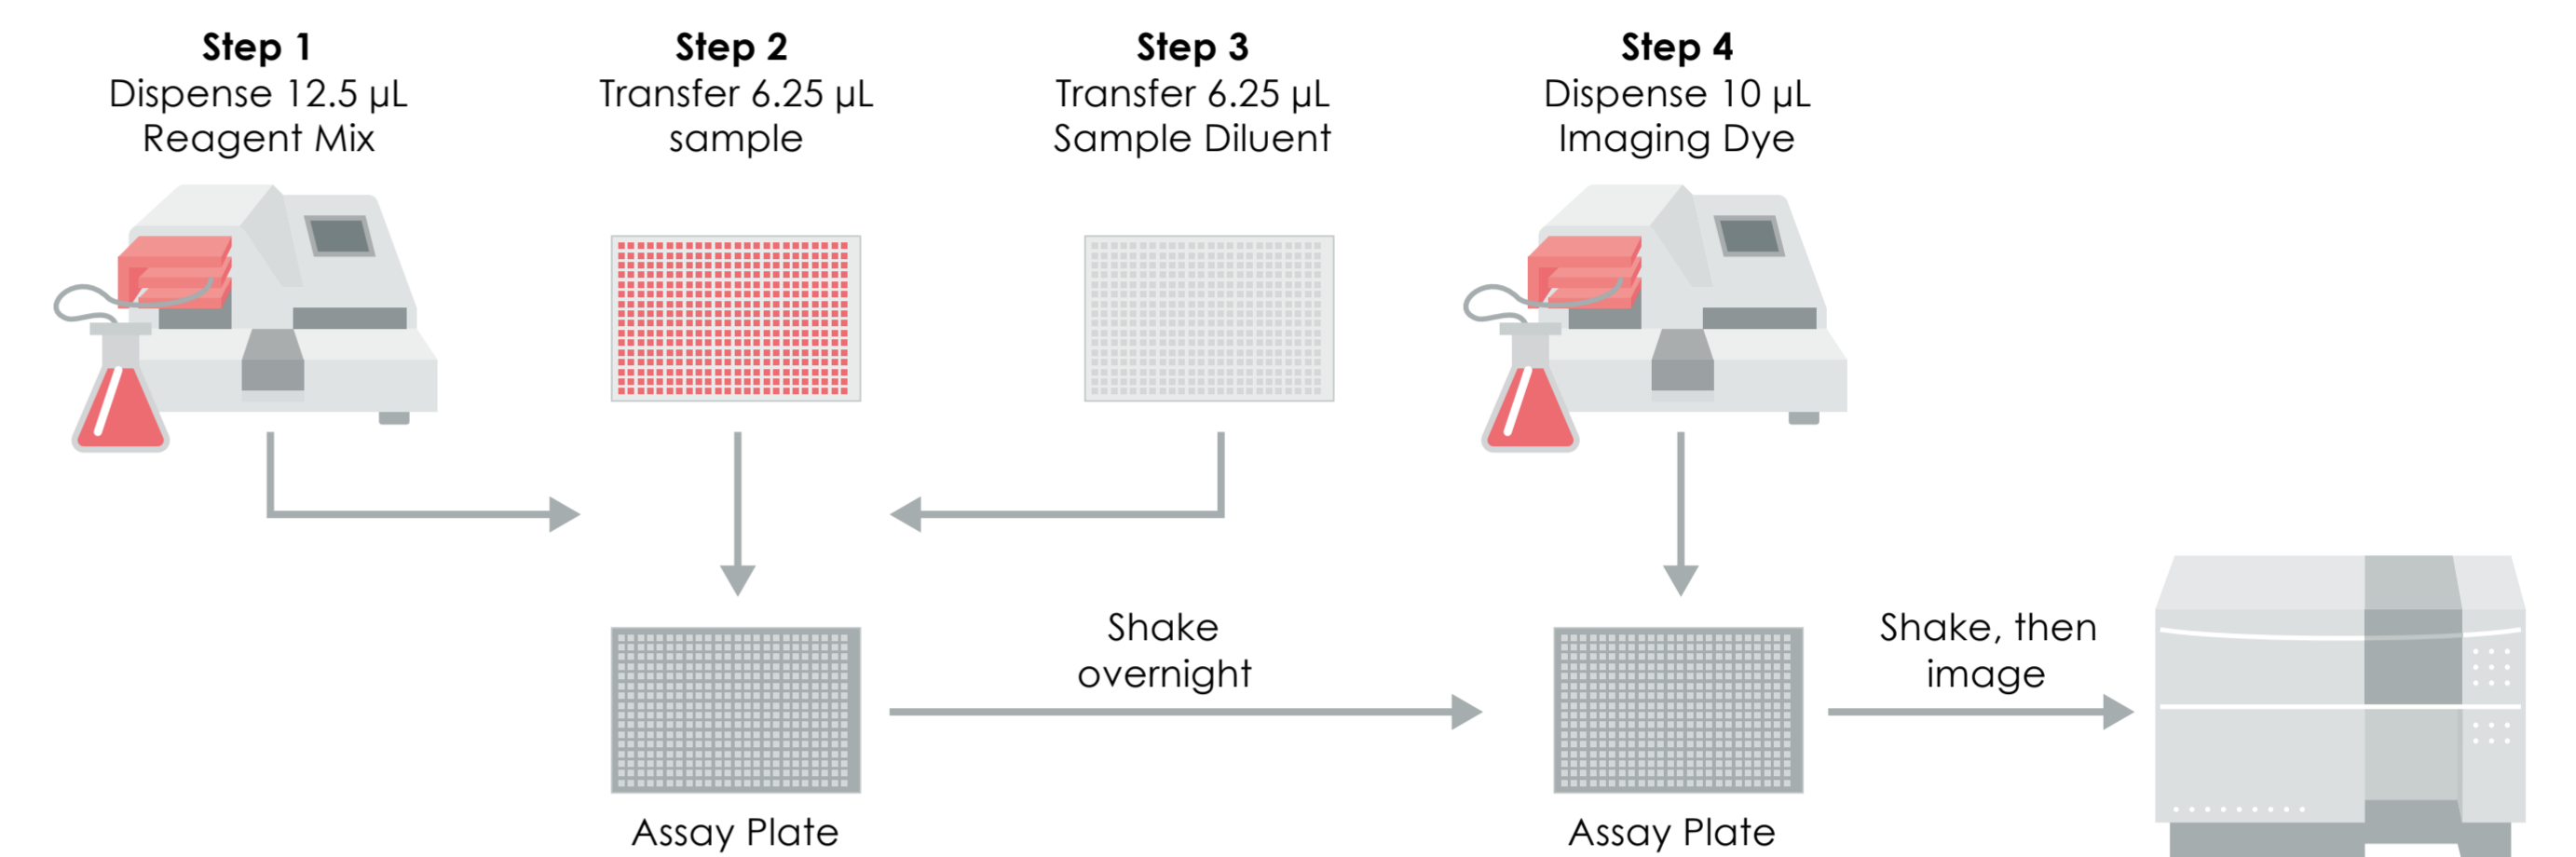 Step 1
Dispense 12.5 µL
Reagent Mix
Step 2
Transfer 6.25 µL
sample
Step 3
Transfer 6.25 µL
Sample Diluent
Step 4
Dispense 10 µL
Imaging Dye
Shake
overnight
Shake, then
image
Assay Plate
Assay Plate